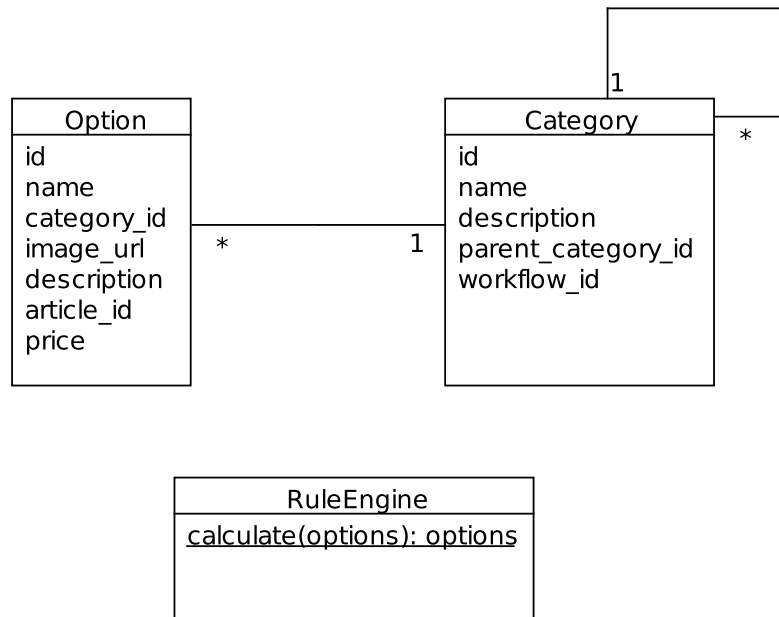 1
Option
id
name
category_id
image_url
description
article_id
price
* 1
Category
id
name
description
parent_category_id
workflow_id
*
RuleEngine
calculate(options): options